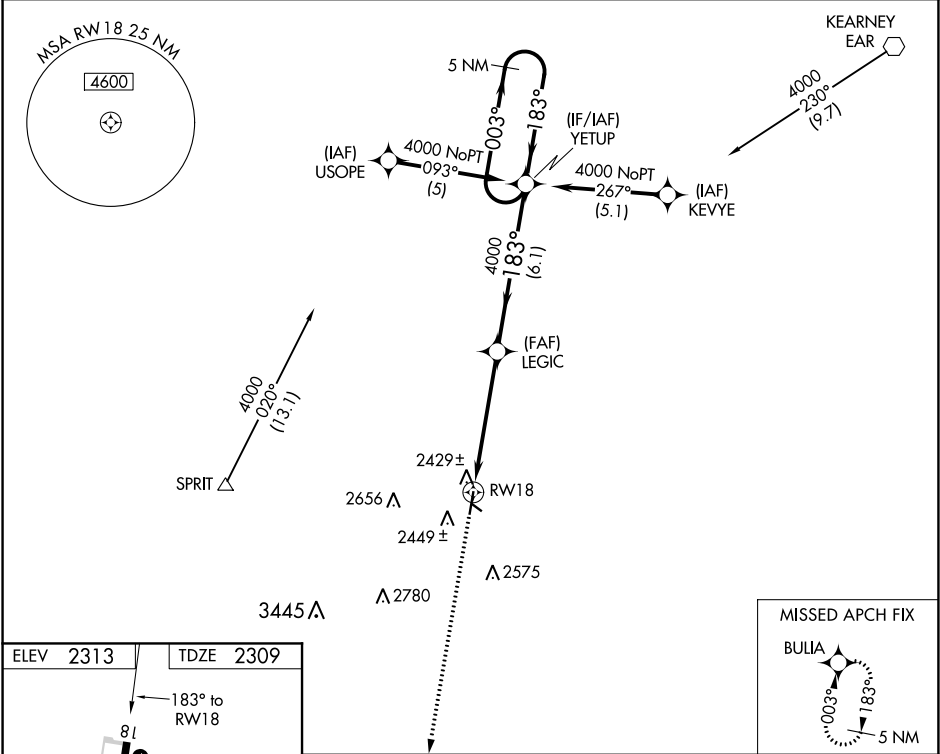 MSA RW18 25 NM
4600
KEARNEY
EAR
4000
230°
(9.7)
5 NM
003°
183°
(IF/IAF)
YETUP
(IAF)
USOPE
4000 NoPT
093°
(5)
4000 NoPT
267°
(5.1)
(IAF)
KEVYE
4000
183°
(6.1)
(FAF)
LEGIC
4000
020°
(13.1)
SPRIT
2429±
RW18
2656
2449±
2575
2780
3445
ELEV 2313
TDZE 2309
183° to
RW18
18
MISSED APCH FIX
BULIA
003°
183°
5 NM